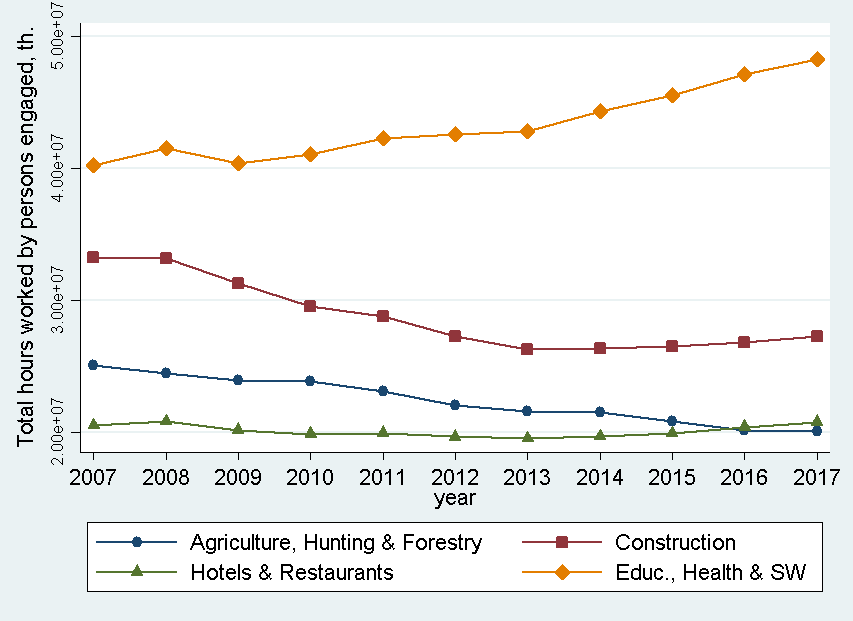 Total hours worked by persons engaged, th.
5.00e+07
4.00e+07
3.00e+07
2.00e+07
2007 2008 2009 2010 2011 2012 2013 2014 2015 2016 2017
year
Agriculture, Hunting & Forestry Construction
Hotels & Restaurants Educ., Health & SW